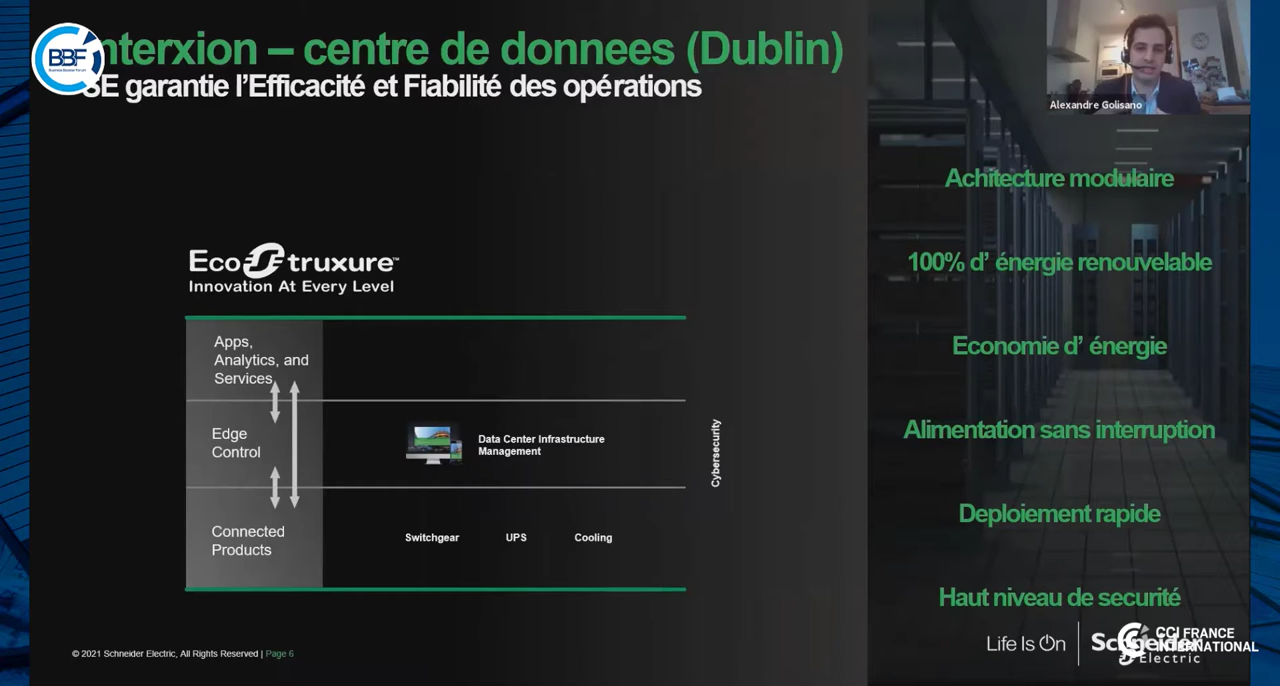 BBF
nterxion – centre de donnees (Dublin)
SE garantie l'Efficacité et Fiabilité des opérations
Alexandre Golisano
Achitecture modulaire
100% d' énergie renouvelable
Economie d' énergie
Alimentation sans interruption
Deploiement rapide
Haut niveau de securité
EcoStruxure™
Innovation At Every Level
Apps,
Analytics, and
Services
Edge
Control
Data Center Infrastructure
Management
Cybersecurity
Connected
Products
Switchgear
UPS
Cooling
© 2021 Schneider Electric, All Rights Reserved | Page 6
Life Is On
Schneider
Electric
CCI FRANCE
INTERNATIONAL